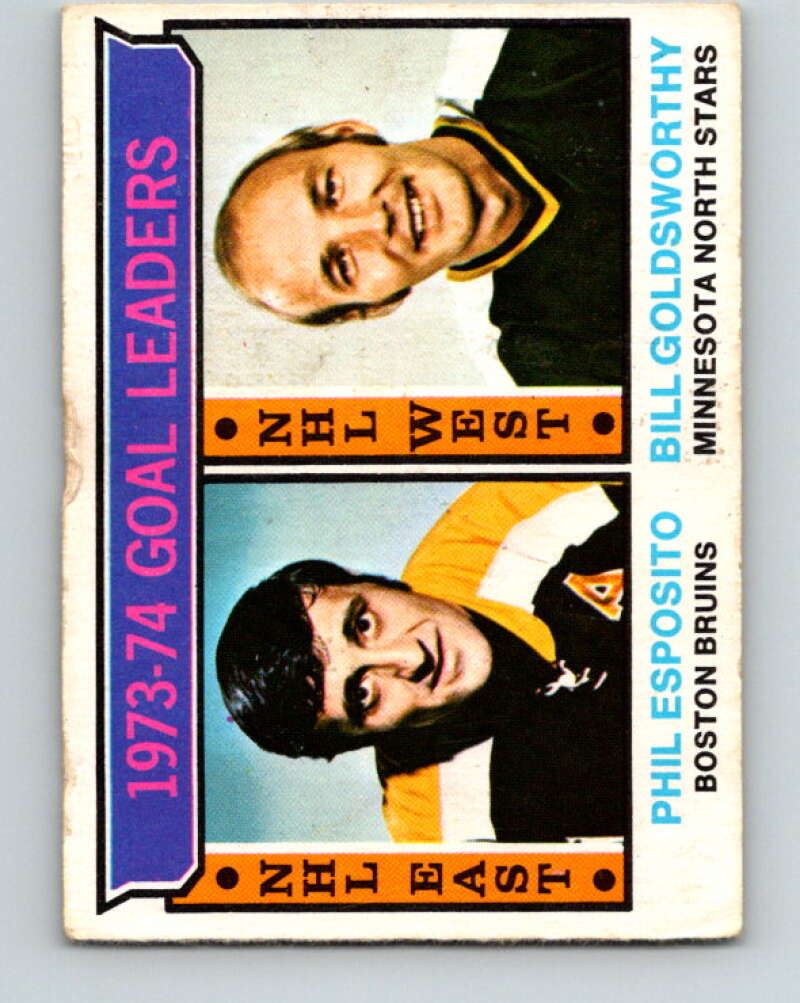 1973-74 GOAL LEADERS
NHL EAST
NHL WEST
A
PHIL ESPOSITO
BOSTON BRUINS
BILL GOLDSWORTHY
MINNESOTA NORTH STARS